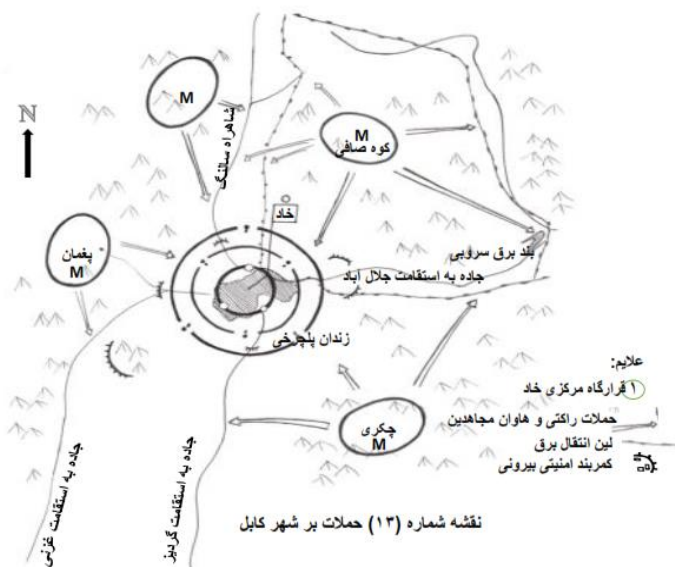 M
N
شاهراه سالنگ
M
کوه صافی
خاد
پغمان
M
بند برق سروبی
جاده به استقامت جلال آباد
زندان پلچرخی
چکری
M
جاده به استقامت غزنی
جاده به استقامت گردیز
علایم:
۱ قرارگاه مرکزی خاد
حملات راکتی و هاوان مجاهدین
لین انتقال برق
کمربند امنیتی بیرونی
نقشه شماره (۱۳) حملات بر شهر کابل